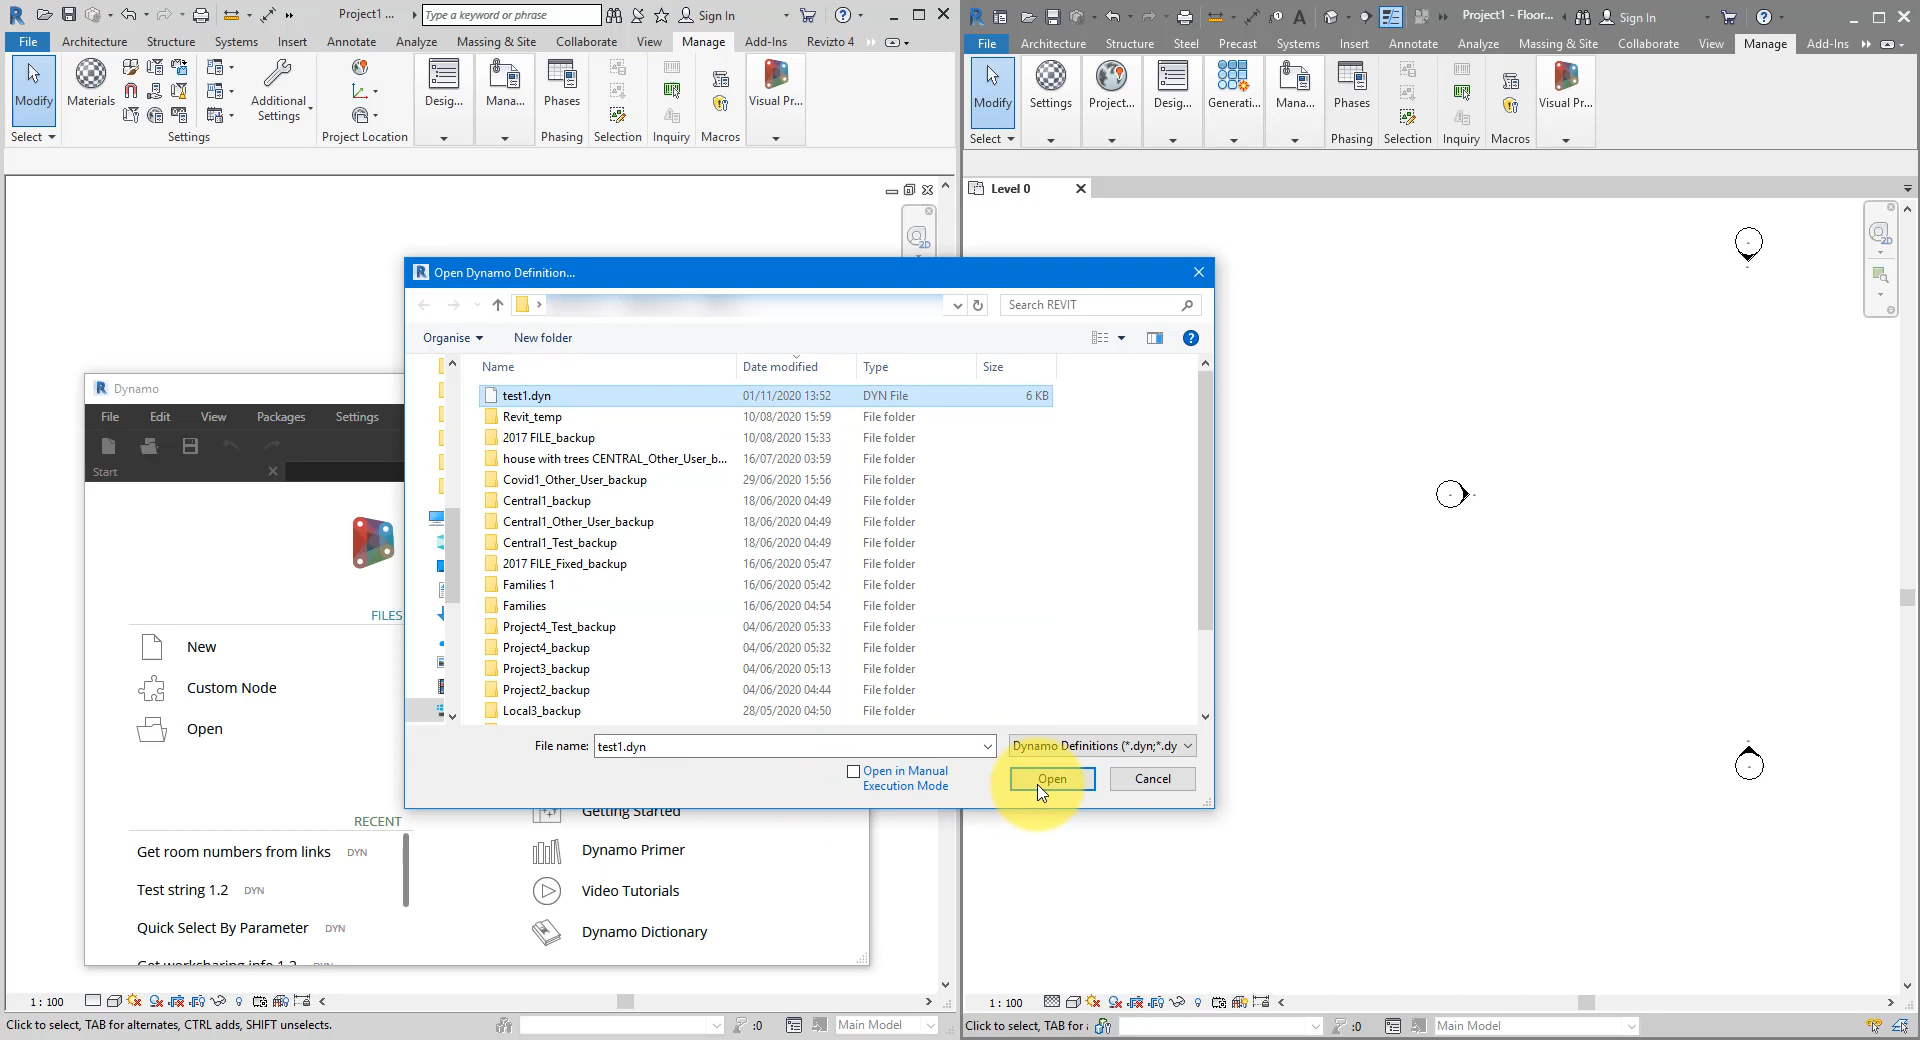 Project1 ...
Type a keyword or phrase
Sign In
File Architecture Structure Systems Insert Annotate Analyze Massing & Site Collaborate View Manage Add-Ins Revizto 4
Modify
Materials
Additional Settings
Desig...
Mana...
Phases
Visual Pr...
Select
Settings
Project Location
Phasing
Selection
Inquiry
Macros
Project1 - Floor...
Sign In
File Architecture Structure Steel Precast Systems Insert Annotate Analyze Massing & Site Collaborate View Manage Add-Ins
Modify
Settings
Project...
Desig...
Generati...
Mana...
Phases
Visual Pr...
Select
Phasing
Selection
Inquiry
Macros
Level 0
2D
2D
Open Dynamo Definition...
Search REVIT
Organise
New folder
Name Date modified Type Size
test1.dyn 01/11/2020 13:52 DYN File 6 KB
Revit_temp 10/08/2020 15:59 File folder
2017 FILE_backup 10/08/2020 15:33 File folder
house with trees CENTRAL_Other_User_b... 16/07/2020 03:59 File folder
Covid1_Other_User_backup 29/06/2020 15:56 File folder
Central1_backup 18/06/2020 04:49 File folder
Central1_Other_User_backup 18/06/2020 04:49 File folder
Central1_Test_backup 18/06/2020 04:49 File folder
2017 FILE_Fixed_backup 16/06/2020 05:47 File folder
Families 1 16/06/2020 05:42 File folder
Families 16/06/2020 04:54 File folder
Project4_Test_backup 04/06/2020 05:33 File folder
Project4_backup 04/06/2020 05:32 File folder
Project3_backup 04/06/2020 05:13 File folder
Project2_backup 04/06/2020 04:44 File folder
Local3_backup 28/05/2020 04:50 File folder
File name: test1.dyn
Dynamo Definitions (*.dyn;*.dy
Open in Manual
Execution Mode
Open
Cancel
Dynamo
File Edit View Packages Settings
Start
FILES
New
Custom Node
Open
RECENT
Get room numbers from links DYN
Test string 1.2 DYN
Quick Select By Parameter DYN
Get worksharing info 1.2 DYN
Getting Started
Dynamo Primer
Video Tutorials
Dynamo Dictionary
1 : 100
Click to select, TAB for alternates, CTRL adds, SHIFT unselects.
:0
Main Model
1 : 100
Click to select, TAB for
:0
Main Model